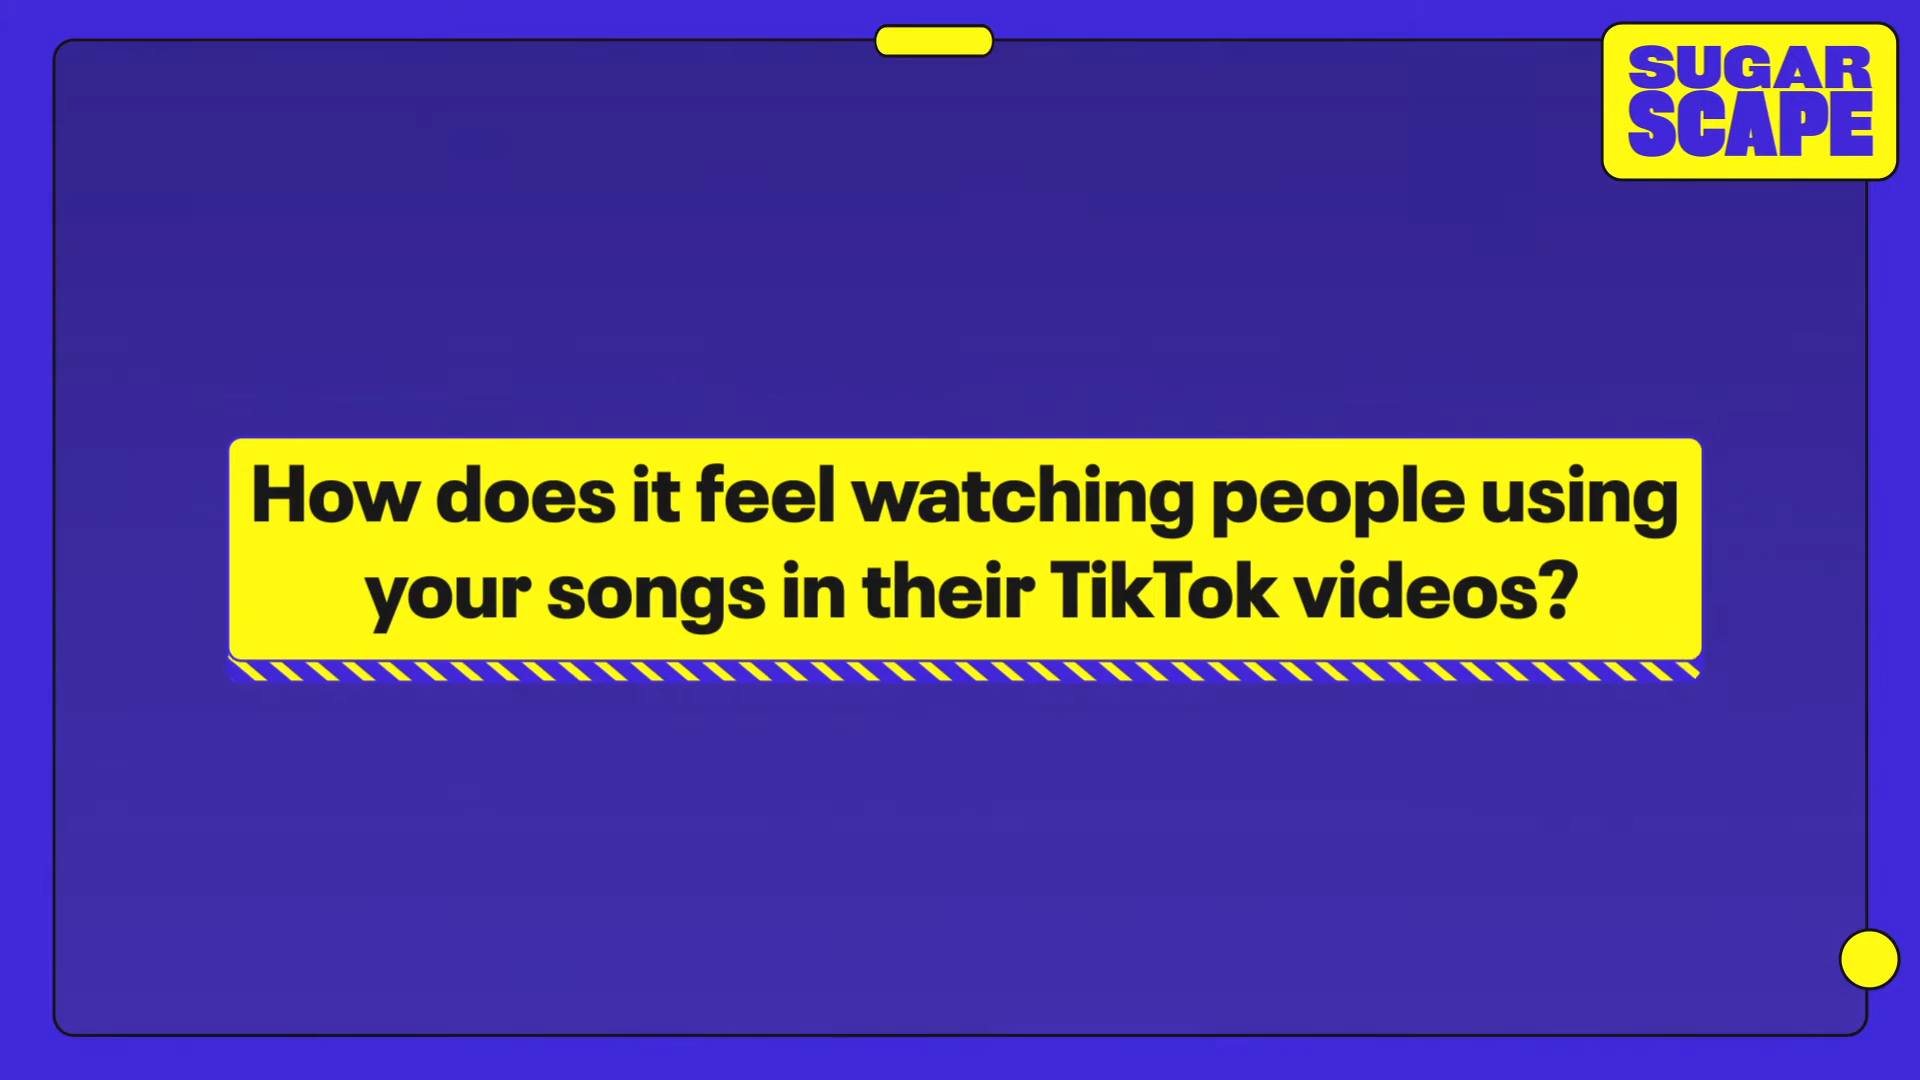 SUGAR
SCAPE
How does it feel watching people using
your songs in their TikTok videos?